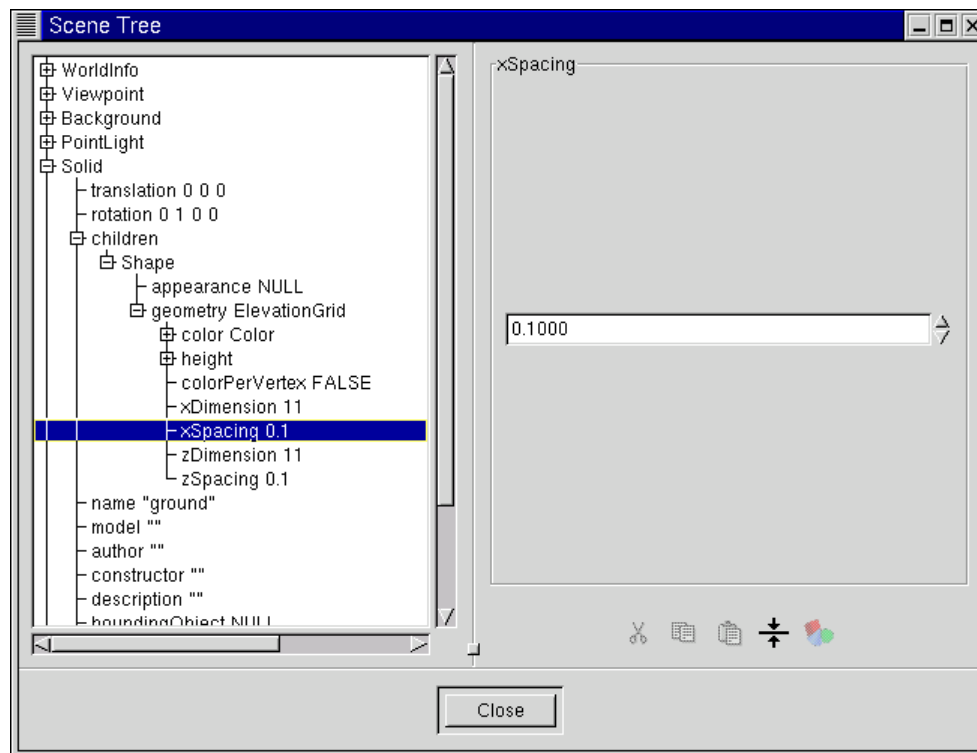 Scene Tree
WorldInfo
Viewpoint
Background
PointLight
Solid
translation 0 0 0
rotation 0 1 0 0
children
Shape
appearance NULL
geometry ElevationGrid
color Color
height
colorPerVertex FALSE
xDimension 11
xSpacing 0.1
zDimension 11
zSpacing 0.1
name "ground"
model ""
author ""
constructor ""
description ""
boundingObject NULL
xSpacing
0.1000
Close